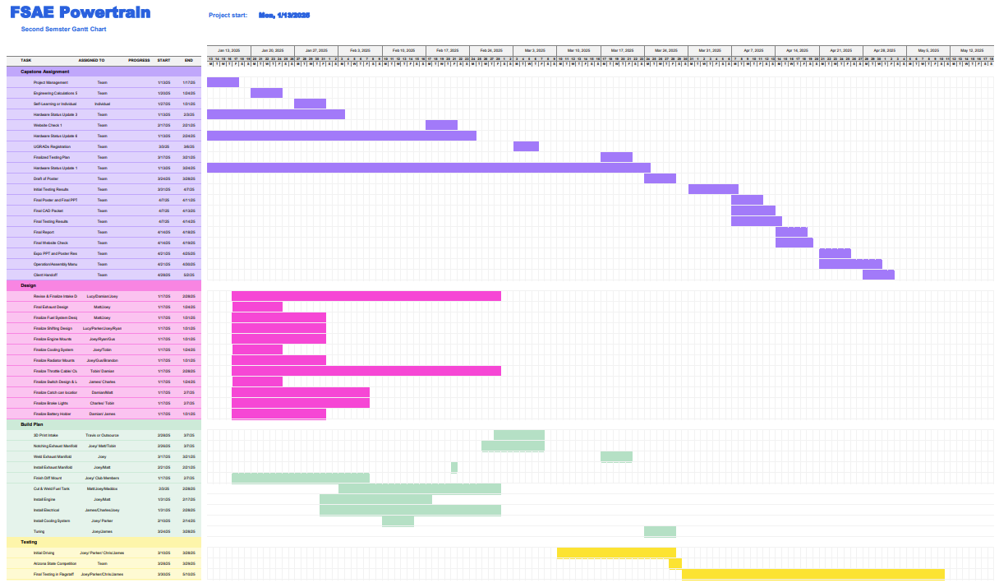 FSAE Powertrain
Project start: Mon, 1/13/2025
Second Semster Gantt Chart
Jan 13, 2025 Jan 20, 2025 Jan 27, 2025 Feb 3, 2025 Feb 10, 2025 Feb 17, 2025 Feb 24, 2025 Mar 3, 2025 Mar 10, 2025 Mar 17, 2025 Mar 24, 2025 Mar 31, 2025 Apr 7, 2025 Apr 14, 2025 Apr 21, 2025 Apr 28, 2025 May 5, 2025 May 12, 2025
TASK ASSIGNED TO PROGRESS START END
Capstone Assignment
Project Management Team 1/13/25 1/17/25
Engineering Calculations S Team 1/20/25 1/24/25
Self-Learning or Individual Individual 1/27/25 1/31/25
Hardware Status Update 3 Team 1/13/25 2/3/25
Website Check 1 Team 2/17/25 2/21/25
Hardware Status Update 6 Team 1/13/25 2/24/25
UGRADs Registration Team 3/3/25 3/6/25
Finalized Testing Plan Team 3/17/25 3/21/25
Hardware Status Update 1 Team 1/13/25 3/24/25
Draft of Poster Team 3/24/25 3/28/25
Initial Testing Results Team 3/31/25 4/7/25
Final Poster and Final PPT Team 4/7/25 4/11/25
Final CAD Packet Team 4/7/25 4/13/25
Final Testing Results Team 4/7/25 4/14/25
Final Report Team 4/14/25 4/18/25
Final Website Check Team 4/14/25 4/19/25
Expo PPT and Poster Res Team 4/21/25 4/25/25
Operation/Assembly Manu Team 4/21/25 4/30/25
Client Handoff Team 4/28/25 5/2/25
Design
Revise & Finalize Intake D Lucy/Damian/Joey 1/17/25 2/28/25
Final Exhaust Design Matt/Joey 1/17/25 1/24/25
Finalize Fuel System Desig Matt/Joey 1/17/25 1/31/25
Finalize Shifting Design Lucy/Parker/Joey/Ryan 1/17/25 1/31/25
Finalize Engine Mounts Joey/Ryan/Gus 1/17/25 1/31/25
Finalize Cooling System Joey/Tobin 1/17/25 1/24/25
Finalize Radiator Mounts Joey/Gus/Brandon 1/17/25 1/31/25
Finalize Throttle Cable/ Cb Tobin/ Damian 1/17/25 2/28/25
Finalize Switch Design & L James/ Charles 1/17/25 1/24/25
Finalize Catch can location Damian/Matt 1/17/25 2/7/25
Finalize Brake Lights Charles/ Tobin 1/17/25 2/7/25
Finalize Battery Holder Damian/ James 1/17/25 1/31/25
Build Plan
3D Print Intake Travis or Outsource 2/28/25 3/7/25
Notching Exhaust Manifold Joey/ Matt/Tobin 2/26/25 3/7/25
Weld Exhaust Manifold Joey 3/17/25 3/21/25
Install Exhaust Manifold Joey/Matt 2/21/25 2/21/25
Finish Diff Mount Joey/ Club Members 1/17/25 2/7/25
Cut & Weld Fuel Tank Matt/Joey/Maddox 2/3/25 2/28/25
Install Engine Joey/Matt 1/31/25 2/17/25
Install Electrical James/Charles/Joey 1/31/25 2/28/25
Install Cooling System Joey/ Parker 2/10/25 2/14/25
Tuning Joey/James 3/24/25 3/28/25
Testing
Initial Driving Joey/ Parker/ Chris/James 3/10/25 3/28/25
Arizona State Competition Team 3/28/25 3/29/25
Final Testing in Flagstaff Joey/Parker/Chris/James 3/30/25 5/10/25